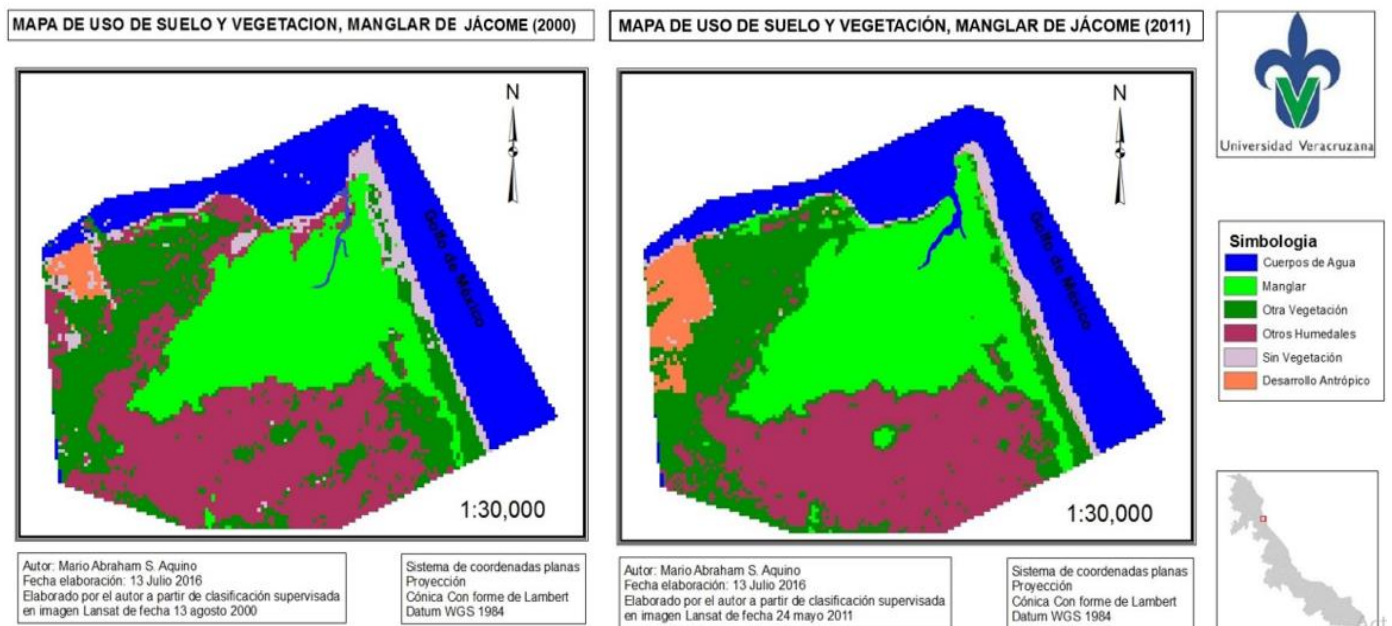 MAPA DE USO DE SUELO Y VEGETACION, MANGLAR DE JÁCOME (2000)
N
Golfo de México
1:30,000
Autor: Mario Abraham S. Aquino
Fecha elaboración: 13 Julio 2016
Elaborado por el autor a partir de clasificación supervisada
en imagen Lansat de fecha 13 agosto 2000
Sistema de coordenadas planas
Proyección
Cónica Con forme de Lambert
Datum WGS 1984
MAPA DE USO DE SUELO Y VEGETACIÓN, MANGLAR DE JÁCOME (2011)
N
Golfo de México
1:30,000
Autor: Mario Abraham S. Aquino
Fecha elaboración: 13 Julio 2016
Elaborado por el autor a partir de clasificación supervisada
en imagen Lansat de fecha 24 mayo 2011
Sistema de coordenadas planas
Proyección
Cónica Con forme de Lambert
Datum WGS 1984
Universidad Veracruzana
Simbologia
Cuerpos de Agua
Manglar
Otra Vegetación
Otros Humedales
Sin Vegetación
Desarrollo Antrópico